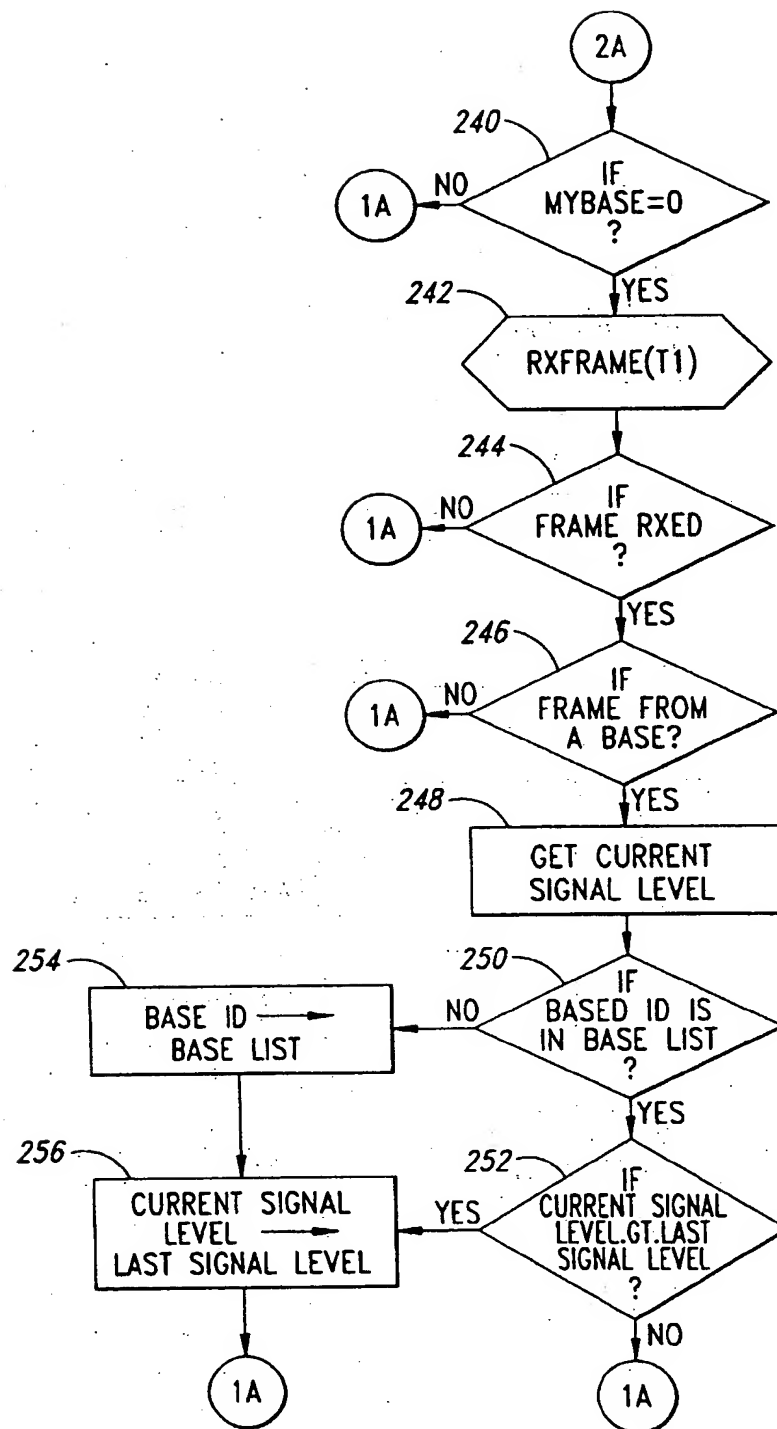 2A
240
IF
MYBASE=0
?
NO
1A
YES
242
RXFRAME(T1)
244
IF
FRAME RXED
?
NO
1A
YES
246
IF
FRAME FROM
A BASE?
NO
1A
YES
248
GET CURRENT
SIGNAL LEVEL
250
IF
BASED ID IS
IN BASE LIST
?
NO
254
BASE ID →
BASE LIST
YES
252
IF
CURRENT SIGNAL
LEVEL.GT.LAST
SIGNAL LEVEL
?
YES
256
CURRENT SIGNAL
LEVEL →
LAST SIGNAL LEVEL
NO
1A
1A